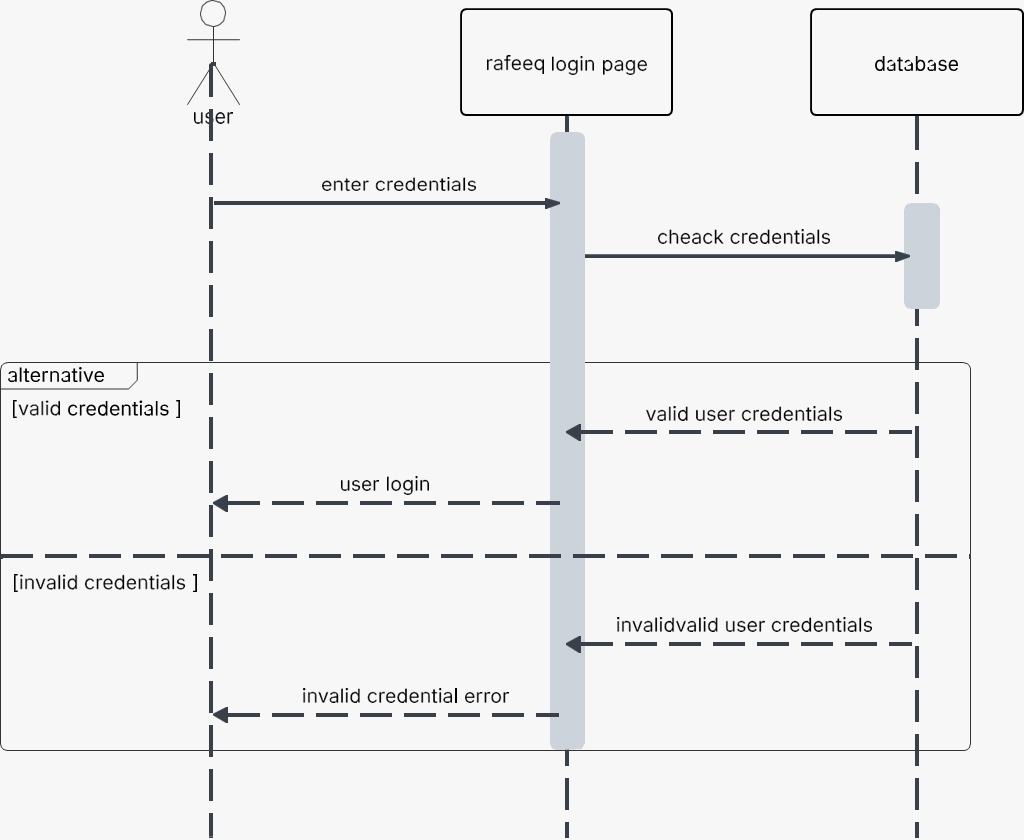 user
rafeeq login page
database
enter credentials
cheack credentials
alternative
[valid credentials ]
valid user credentials
user login
[invalid credentials ]
invalidvalid user credentials
invalid credential error